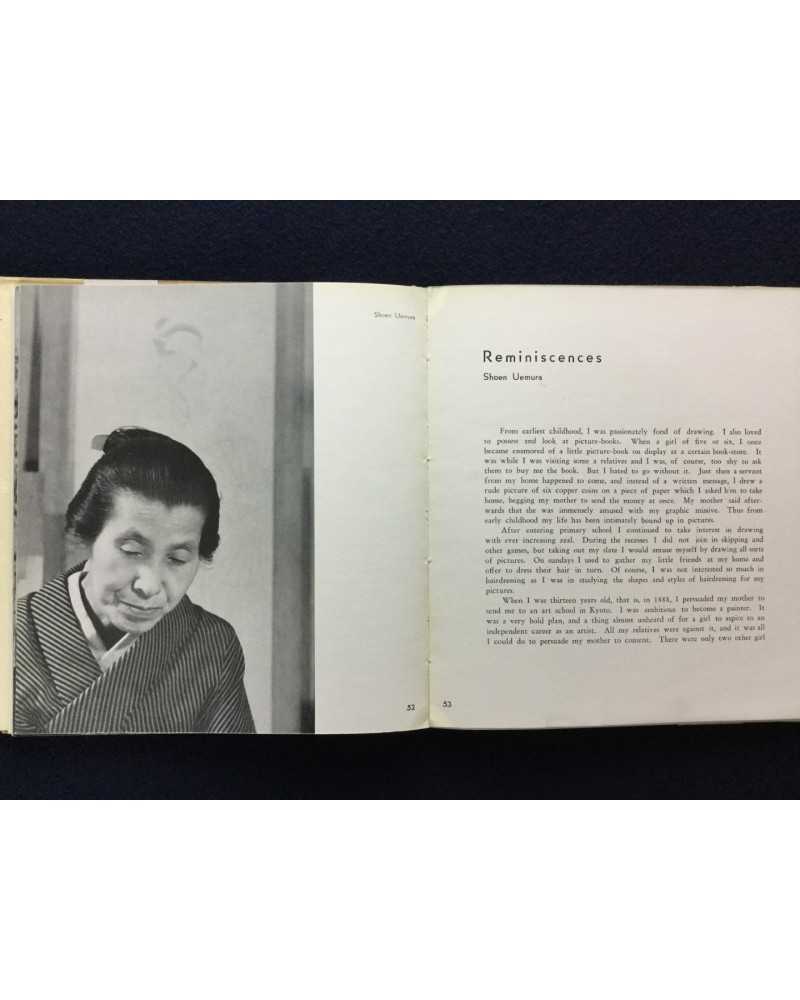 Shoen Uemura
52
Reminiscences
Shoen Uemura
From earliest childhood, I was passionately fond of drawing. I also loved
to possess and look at picture-books. When a girl of five or six, I once
became enamored of a little picture-book on display at a certain book-store. It
was while I was visiting some a relatives and I was, of course, too shy to ask
them to buy me the book. But I hated to go without it. Just then a servant
from my home happened to come, and instead of a written message, I drew a
rude picture of six copper coins on a piece of paper which I asked him to take
home, begging my mother to send the money at once. My mother said after-
wards that she was immensely amused with my graphic missive. Thus from
early childhood my life has been intimately bound up in pictures.
After entering primary school I continued to take interest in drawing
with ever increasing zeal. During the recesses I did not join in skipping and
other games, but taking out my slate I would amuse myself by drawing all sorts
of pictures. On sundays I used to gather my little friends at my home and
offer to dress their hair in turn. Of course, I was not interested so much in
hairdressing as I was in studying the shapes and styles of hairdressing for my
pictures.
When I was thirteen years old, that is, in 1888, I persuaded my mother to
send me to an art school in Kyoto. I was ambitious to become a painter. It
was a very bold plan, and a thing almost unheard of for a girl to aspire to an
independent career as an artist. All my relatives were against it, and it was all
I could do to persuade my mother to consent. There were only two other girl
53